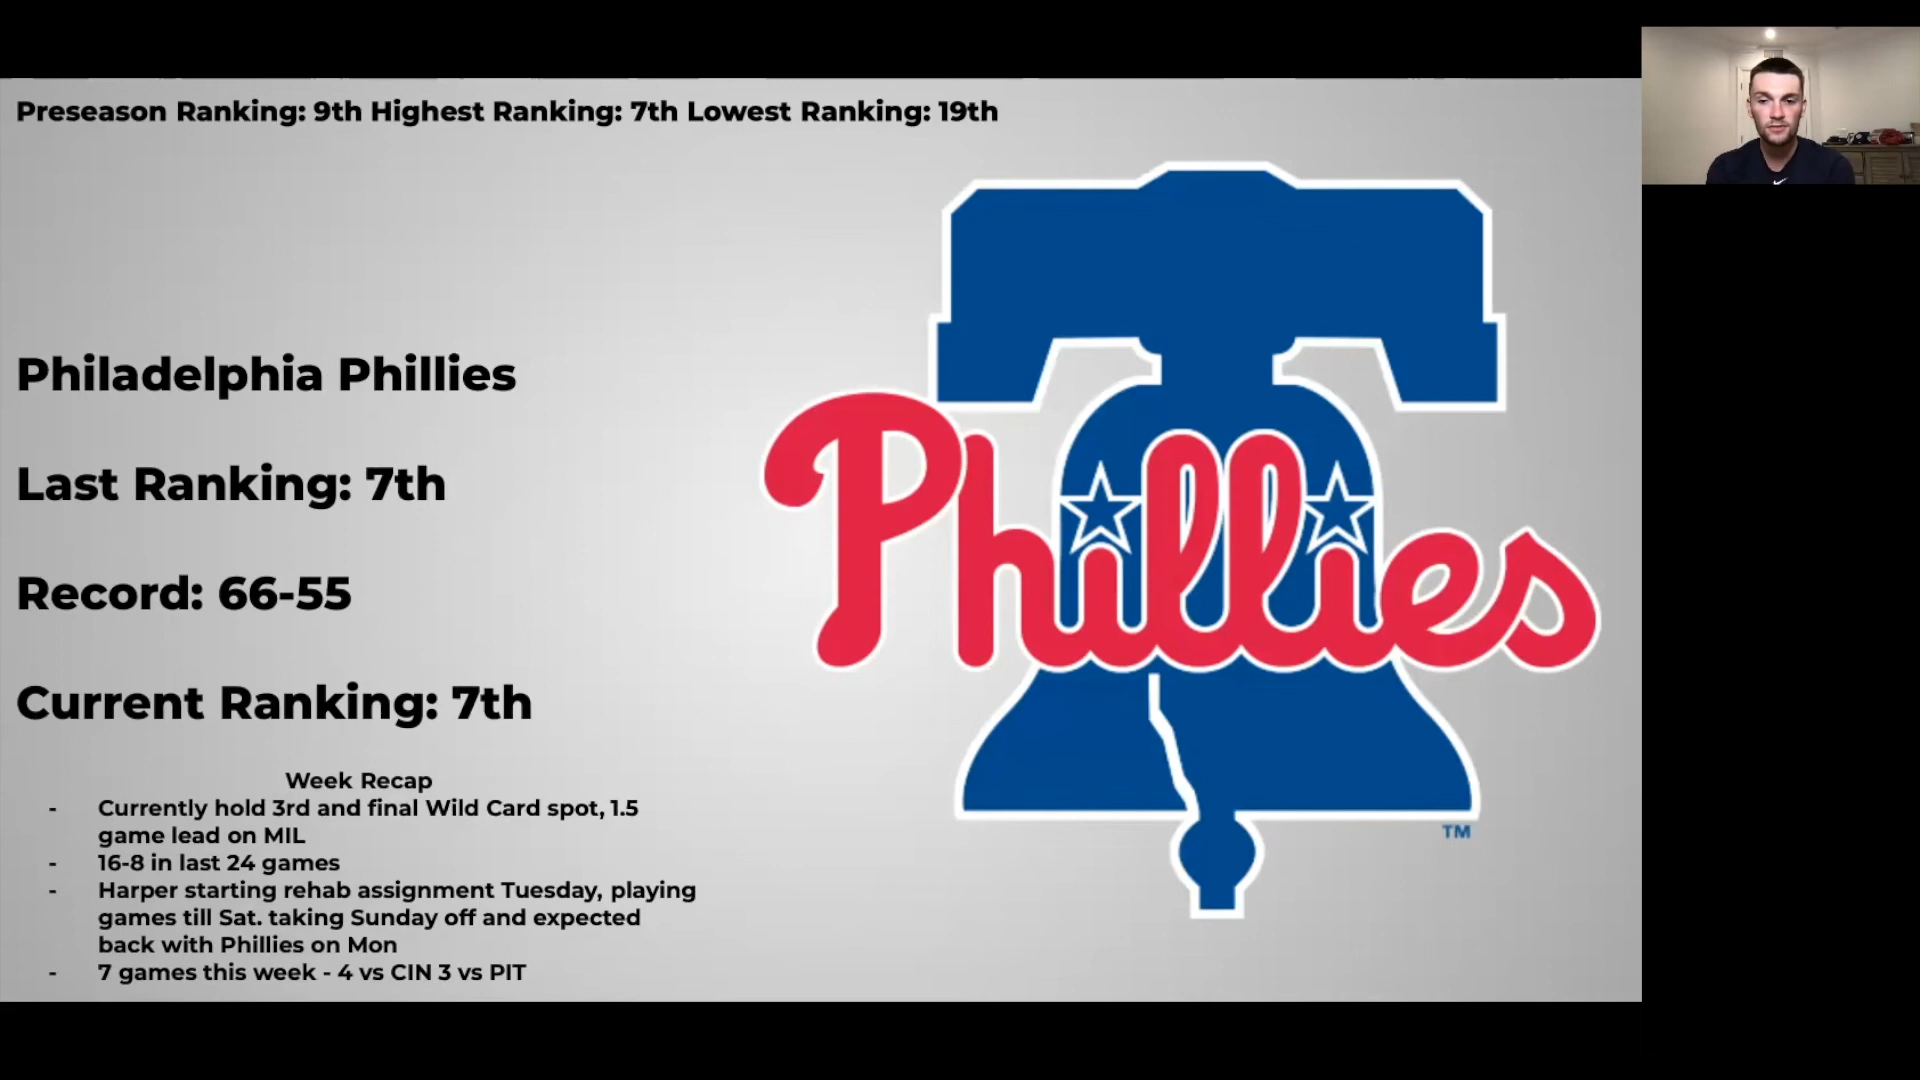 Preseason Ranking: 9th Highest Ranking: 7th Lowest Ranking: 19th
Philadelphia Phillies
Last Ranking: 7th
Record: 66-55
Current Ranking: 7th
Week Recap
- Currently hold 3rd and final Wild Card spot, 1.5
game lead on MIL
- 16-8 in last 24 games
- Harper starting rehab assignment Tuesday, playing
games till Sat. taking Sunday off and expected
back with Phillies on Mon
- 7 games this week - 4 vs CIN 3 vs PIT
Phillies
TM